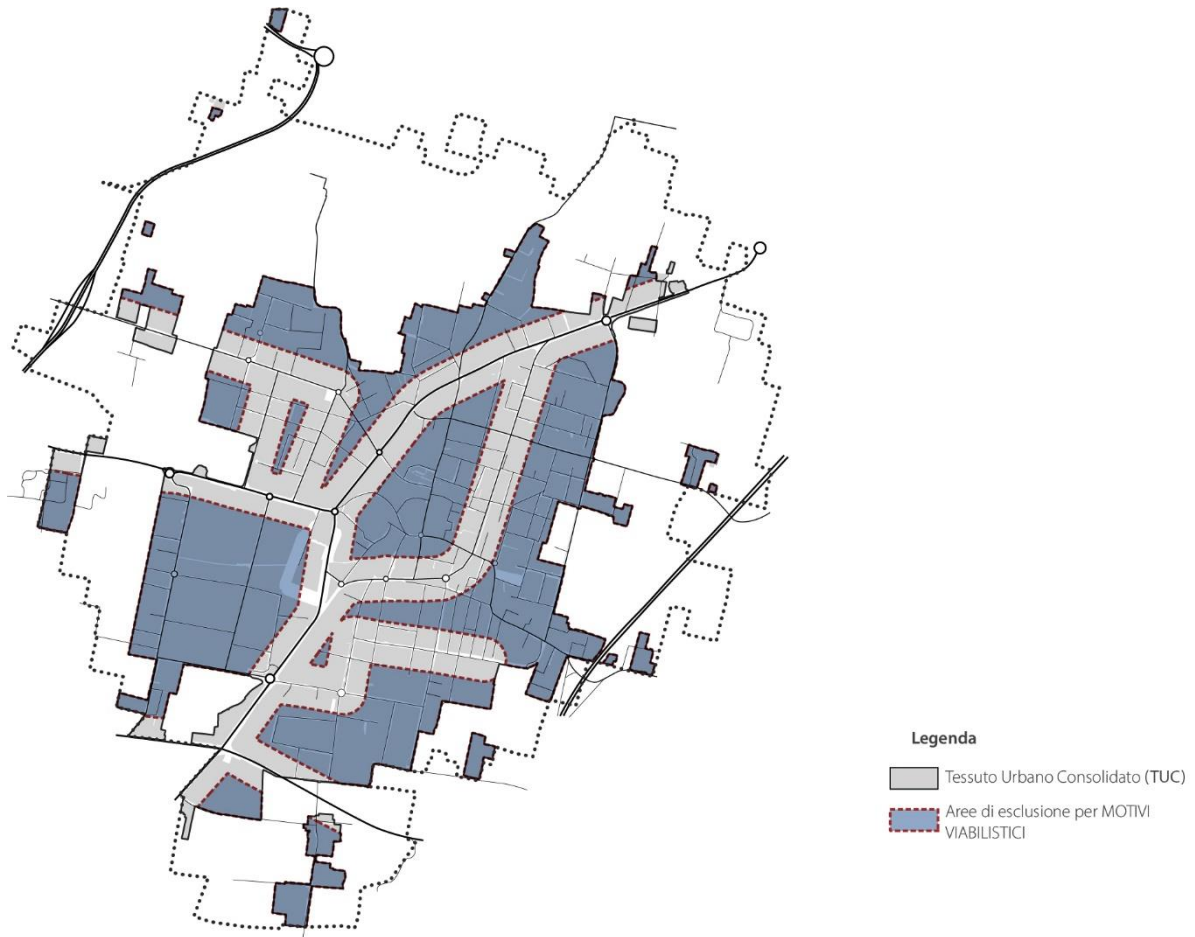 Legenda
Tessuto Urbano Consolidato (TUC)
Aree di esclusione per MOTIVI
VIABILISTICI